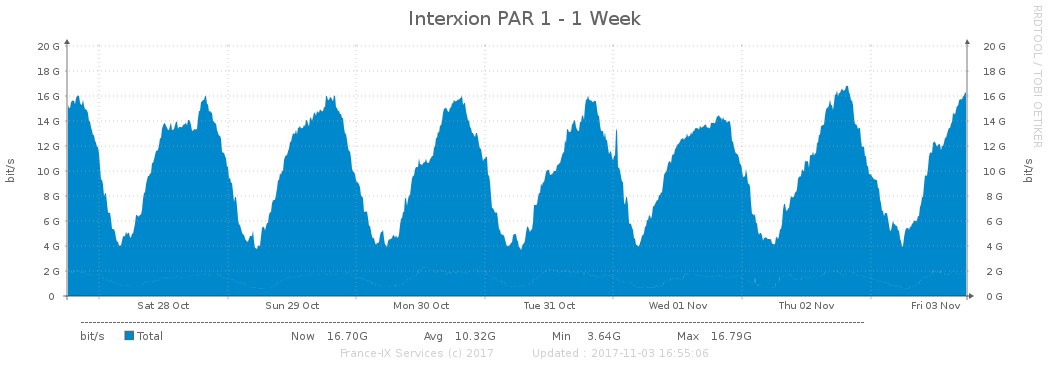 Interxion PAR 1 - 1 Week
RRDTOOL / TOBI OETIKER
20 G 20 G
18 G 18 G
16 G 16 G
14 G 14 G
12 G 12 G
10 G 10 G
8 G 8 G
6 G 6 G
4 G 4 G
2 G 2 G
0 0 G
bit/s bit/s
Sat 28 Oct Sun 29 Oct Mon 30 Oct Tue 31 Oct Wed 01 Nov Thu 02 Nov Fri 03 Nov
bit/s Total Now 16.70G Avg 10.32G Min 3.64G Max 16.79G
France-IX Services (c) 2017 Updated : 2017-11-03 16:55:06